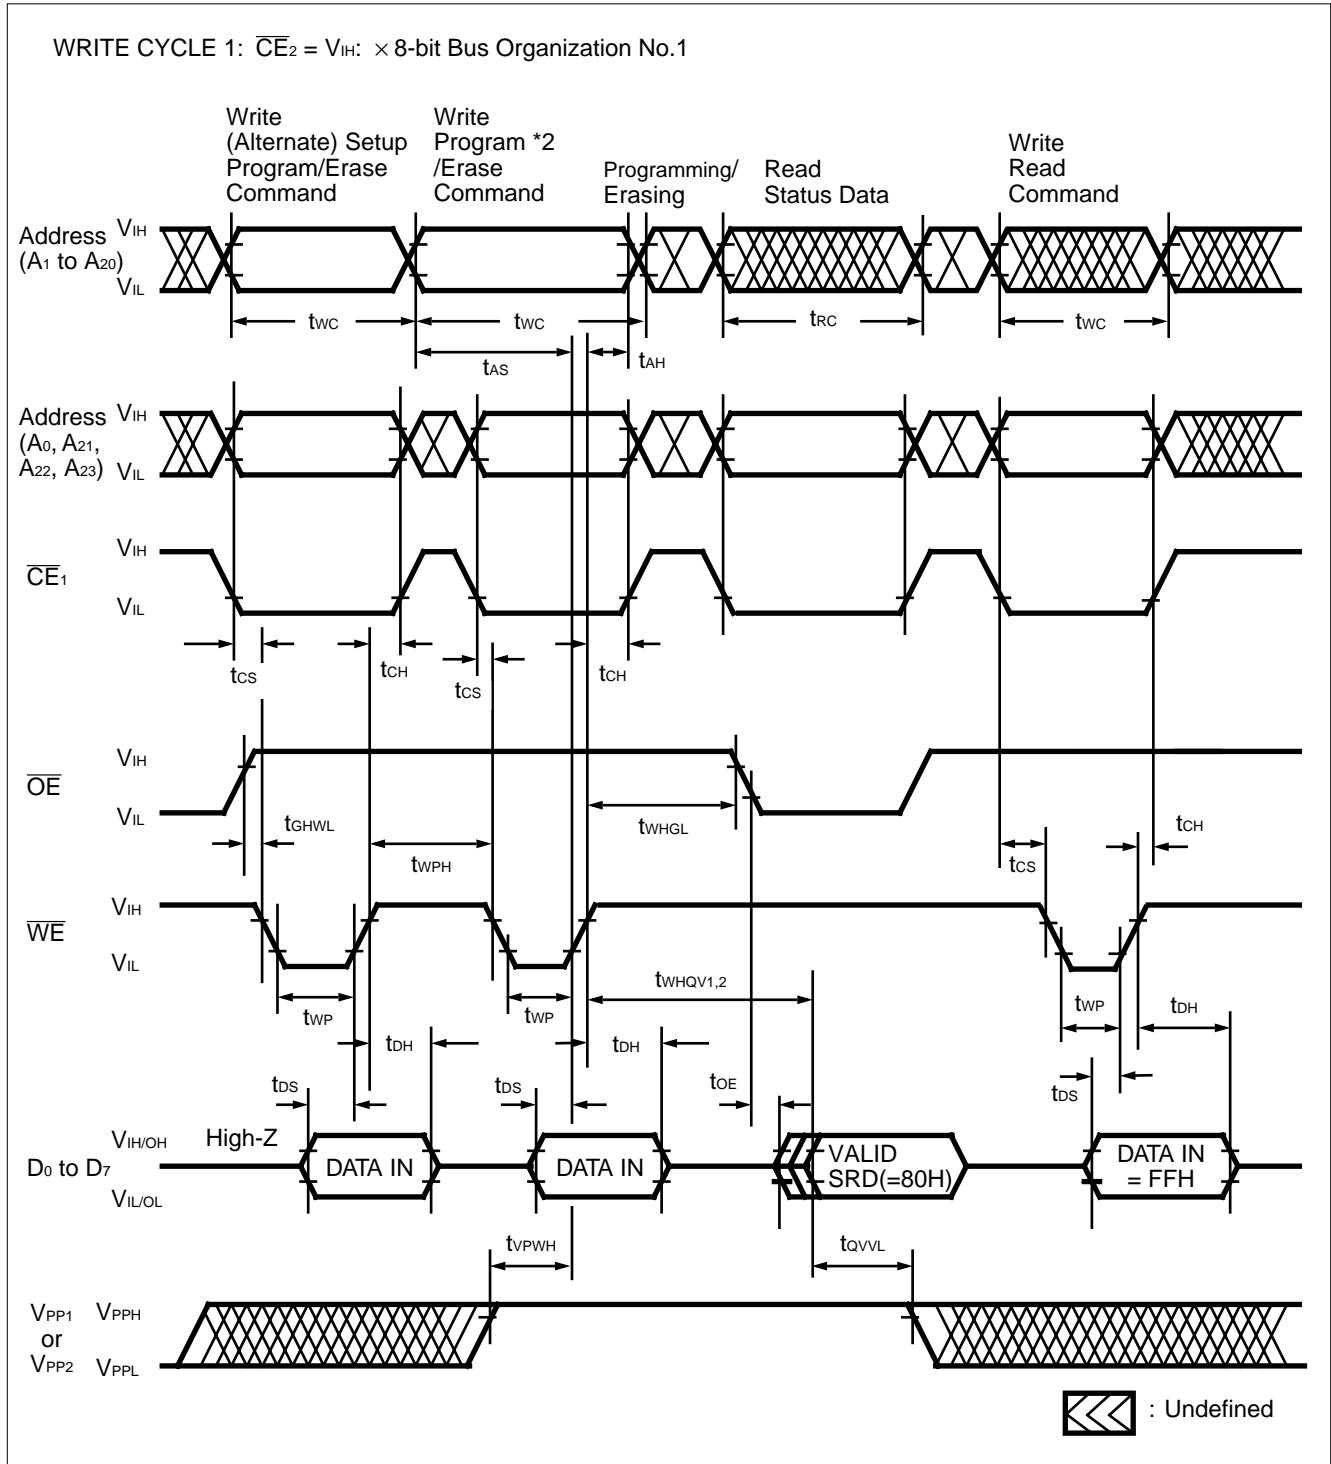 WRITE CYCLE 1: CE2 = VIH: × 8-bit Bus Organization No.1
Write
(Alternate) Setup
Program/Erase
Command
Write
Program *2
/Erase
Command
Programming/
Erasing
Read
Status Data
Write
Read
Command
Address
(A1 to A20)
VIH
VIL
tWC
tWC
tRC
tWC
tAS
tAH
Address
(A0, A21,
A22, A23)
VIH
VIL
CE1
VIH
VIL
tCS
tCH
tCS
tCH
OE
VIH
VIL
tGHWL
tWPH
tWHGL
tCS
tCH
WE
VIH
VIL
tWP
tWP
tWHQV1,2
tWP
tDH
tDH
tDH
tDS
tDS
tOE
tDS
D0 to D7
VIH/OH
VIL/OL
High-Z
DATA IN
DATA IN
VALID
SRD(=80H)
DATA IN
= FFH
tVPWH
tQVVL
VPP1
or
VPP2
VPPH
VPPL
: Undefined